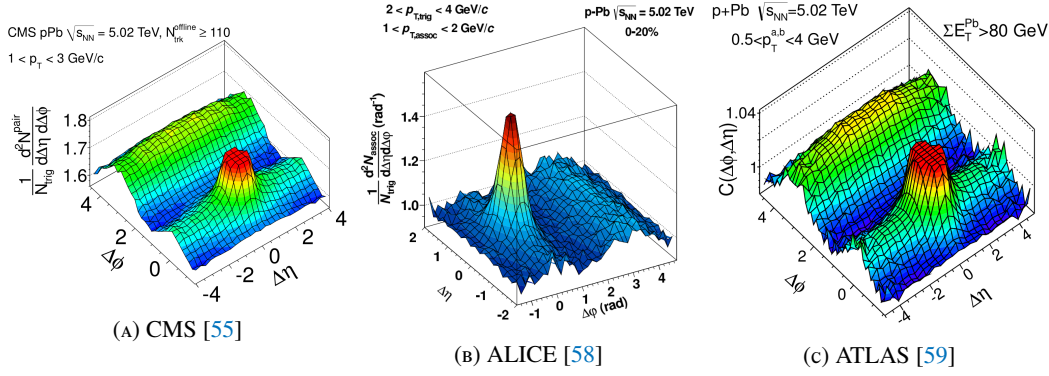 CMS pPb √s_NN = 5.02 TeV, N_trk^offline ≥ 110
1 < p_T < 3 GeV/c
1/N_trig d²N^pair/dΔη dΔϕ
1.8
1.7
1.6
4
2
0
Δϕ
-4
-2
0
2
4
Δη
(A) CMS [55]
2 < p_T,trig < 4 GeV/c
1 < p_T,assoc < 2 GeV/c
p-Pb √s_NN = 5.02 TeV
0-20%
1/N_trig d²N_assoc/dΔηdΔφ (rad⁻¹)
1.4
1.2
1.0
2
1
0
-1
-2
Δη
-1
0
1
2
3
4
Δφ (rad)
(B) ALICE [58]
p+Pb √s_NN=5.02 TeV
0.5<p_T^a,b<4 GeV
ΣE_T^Pb>80 GeV
C(Δϕ,Δη)
1.04
1
4
2
0
Δϕ
-4
-2
0
2
4
Δη
(C) ATLAS [59]